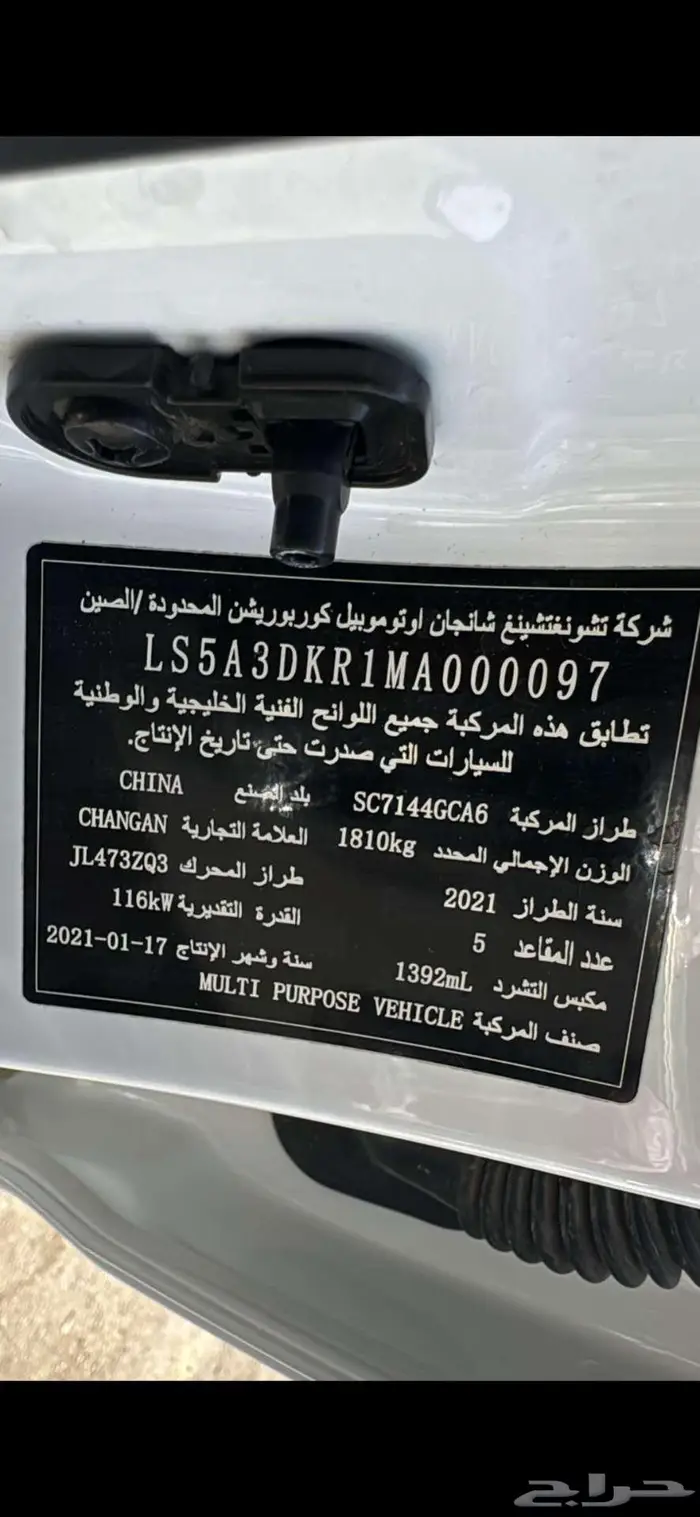 شركة تشونغتشينغ شانجان اوتوموبيل كوربوريشن المحدودة /الصين
LS5A3DKR1MA000097
تطابق هذه المركبة جميع اللوائح الفنية الخليجية والوطنية
للسيارات التي صدرت حتى تاريخ الإنتاج.
طراز المركبة SC7144GCA6 بلد الصنع CHINA
الوزن الإجمالي المحدد 1810kg العلامة التجارية CHANGAN
سنة الطراز 2021 طراز المحرك JL473ZQ3
عدد المقاعد 5 القدرة التقديرية 116kW
مكبس التشرد 1392mL سنة وشهر الإنتاج 2021-01-17
صنف المركبة MULTI PURPOSE VEHICLE
حراج